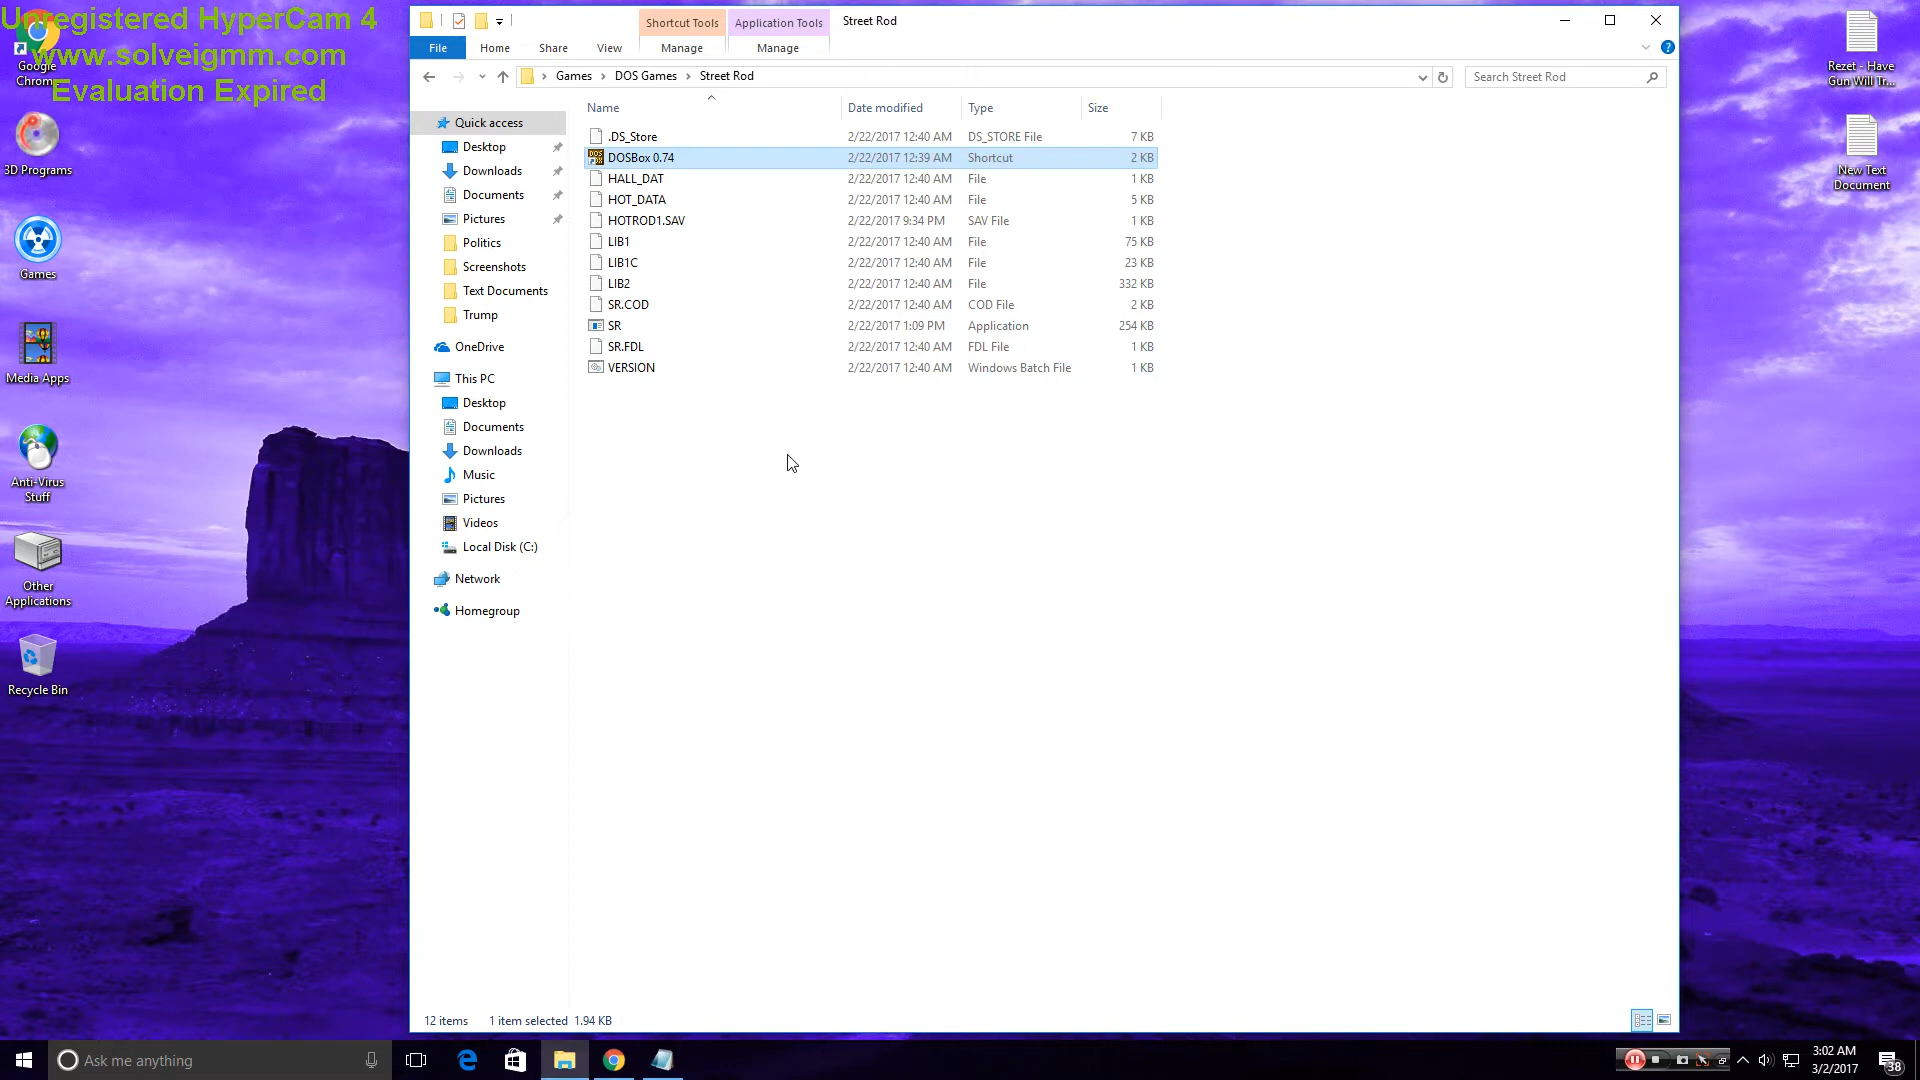 Unregistered HyperCam 4
www.solveigmm.com
Evaluation Expired
Google
Chrome
3D Programs
Games
Media Apps
Anti-Virus
Stuff
Other
Applications
Recycle Bin
Shortcut Tools
Application Tools
Street Rod
File
Home
Share
View
Manage
Manage
Games > DOS Games > Street Rod
Search Street Rod
Quick access
Desktop
Downloads
Documents
Pictures
Politics
Screenshots
Text Documents
Trump
OneDrive
This PC
Desktop
Documents
Downloads
Music
Pictures
Videos
Local Disk (C:)
Network
Homegroup
Name Date modified Type Size
.DS_Store 2/22/2017 12:40 AM DS_STORE File 7 KB
DOSBox 0.74 2/22/2017 12:39 AM Shortcut 2 KB
HALL_DAT 2/22/2017 12:40 AM File 1 KB
HOT_DATA 2/22/2017 12:40 AM File 5 KB
HOTROD1.SAV 2/22/2017 9:34 PM SAV File 1 KB
LIB1 2/22/2017 12:40 AM File 75 KB
LIB1C 2/22/2017 12:40 AM File 23 KB
LIB2 2/22/2017 12:40 AM File 332 KB
SR.COD 2/22/2017 12:40 AM COD File 2 KB
SR 2/22/2017 1:09 PM Application 254 KB
SR.FDL 2/22/2017 12:40 AM FDL File 1 KB
VERSION 2/22/2017 12:40 AM Windows Batch File 1 KB
12 items 1 item selected 1.94 KB
Rezet - Have
Gun Will Tr...
New Text
Document
Ask me anything
3:02 AM
3/2/2017
38